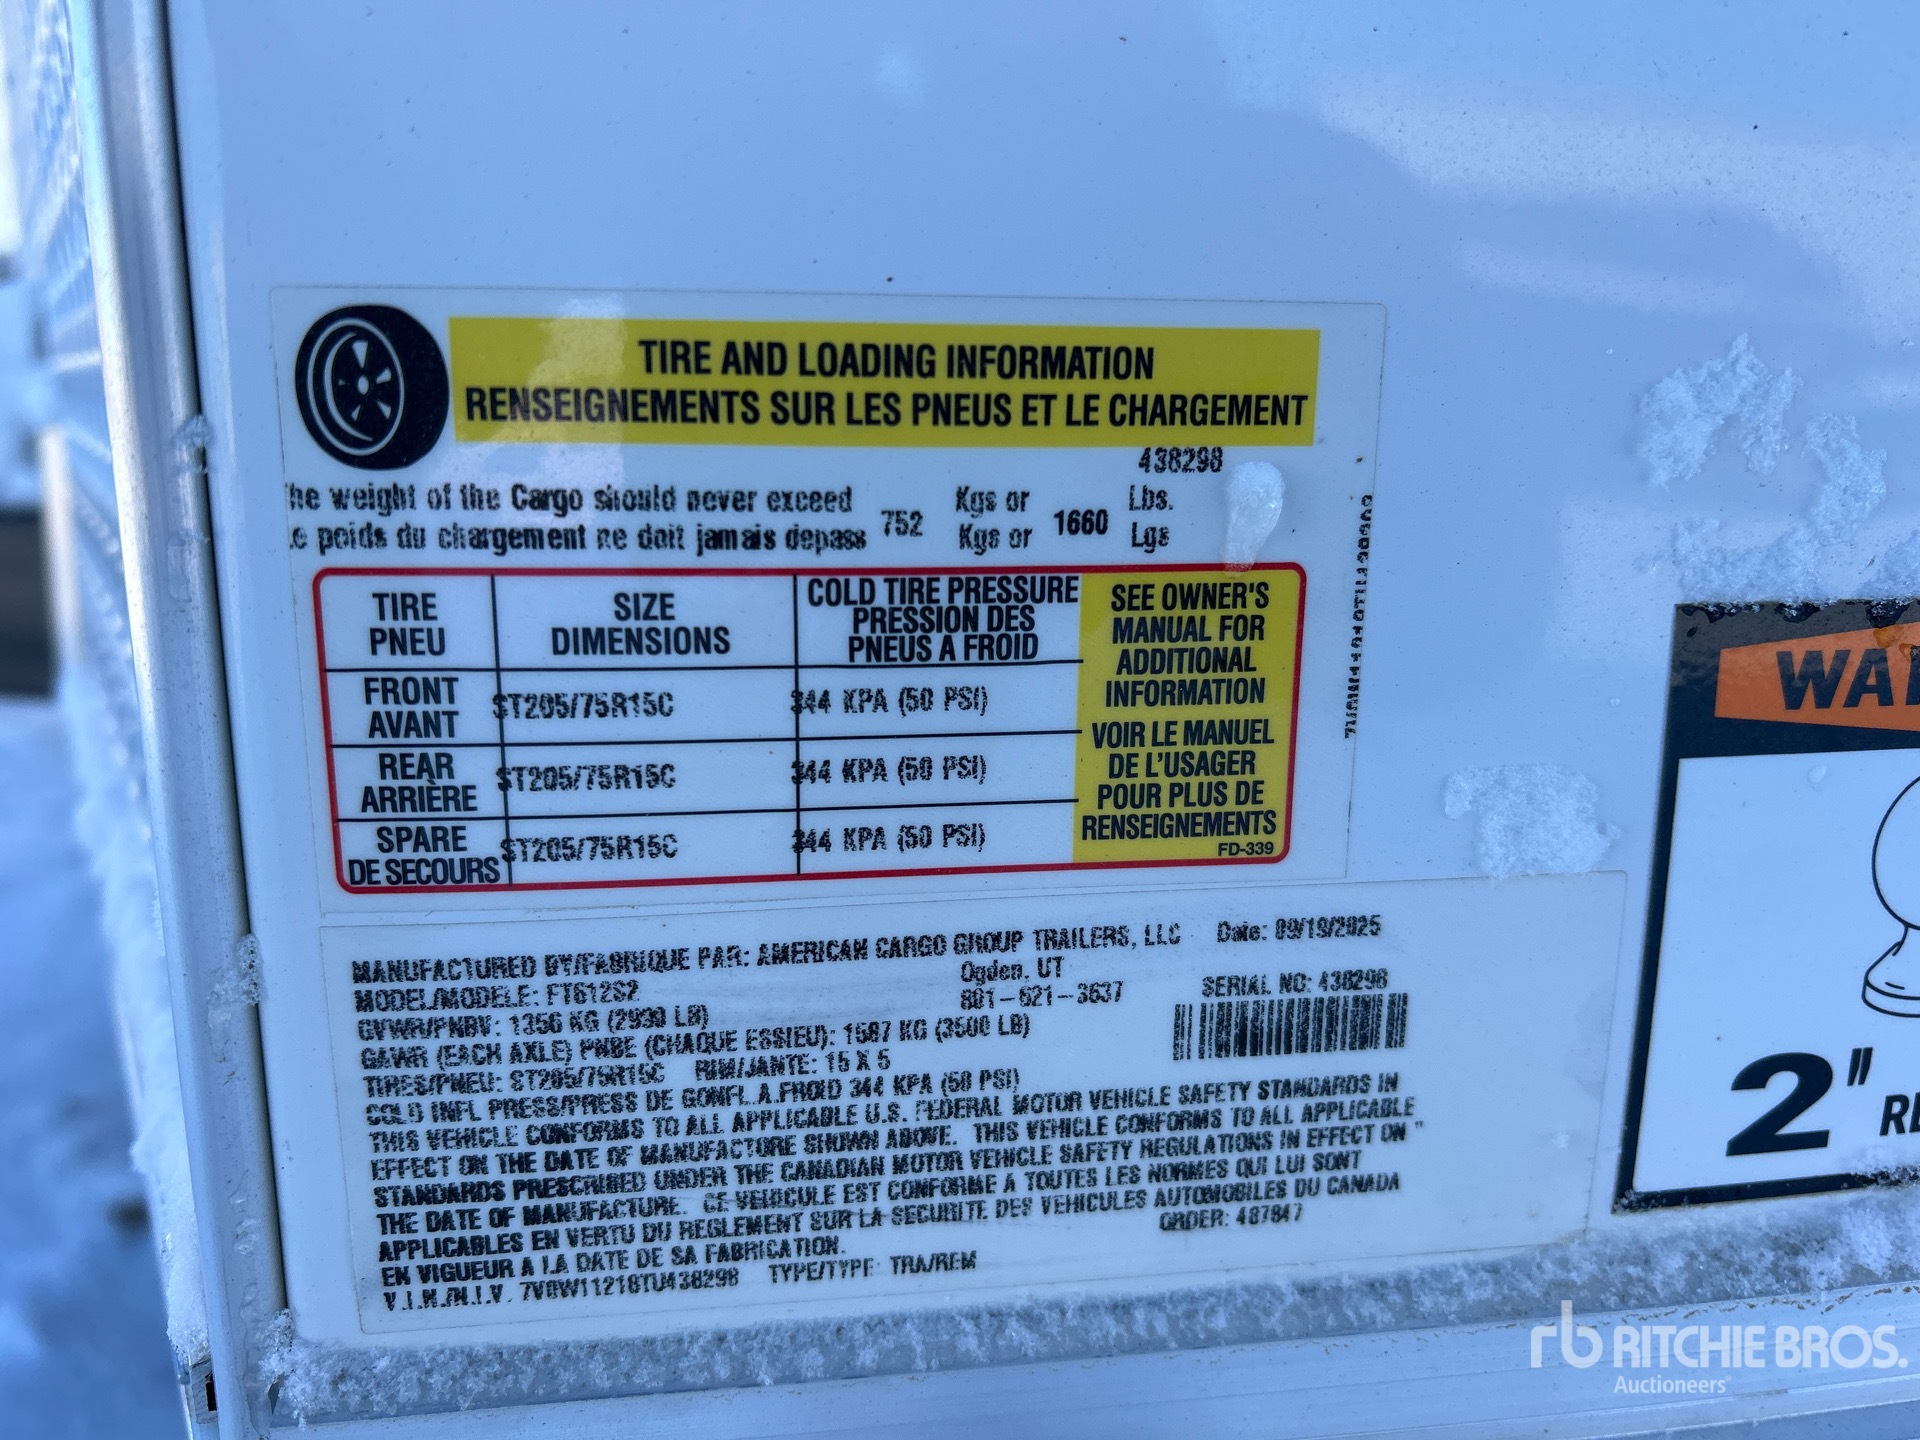 TIRE AND LOADING INFORMATION
RENSEIGNEMENTS SUR LES PNEUS ET LE CHARGEMENT
438298
he weight of the Cargo should never exceed 752 Kgs or 1660 Lbs.
e poids du chargement ne doit jamais depass Kgs or Lgs
TIRE
PNEU
SIZE
DIMENSIONS
COLD TIRE PRESSURE
PRESSION DES
PNEUS A FROID
FRONT
AVANT
ST205/75R15C
344 KPA (50 PSI)
REAR
ARRIÈRE
ST205/75R15C
344 KPA (50 PSI)
SPARE
DE SECOURS
ST205/75R15C
344 KPA (50 PSI)
SEE OWNER'S
MANUAL FOR
ADDITIONAL
INFORMATION
VOIR LE MANUEL
DE L'USAGER
POUR PLUS DE
RENSEIGNEMENTS
FD-339
MANUFACTURED BY/FABRIQUE PAR: AMERICAN CARGO GROUP TRAILERS, LLC Date: 09/19/2025
Ogden, UT
MODEL/MODELE: FT612S2 801-621-3637
SERIAL NO: 438298
GVWR/PNBV: 1356 KG (2990 LB)
GAWR (EACH AXLE) PNBE (CHAQUE ESSIEU): 1587 KG (3500 LB)
TIRES/PNEU: ST205/75R15C RIM/JANTE: 15 X 5
COLD INFL PRESS/PRESS DE GONFL A.FROID 344 KPA (50 PSI)
THIS VEHICLE CONFORMS TO ALL APPLICABLE U.S. FEDERAL MOTOR VEHICLE SAFETY STANDARDS IN
EFFECT ON THE DATE OF MANUFACTURE SHOWN ABOVE. THIS VEHICLE CONFORMS TO ALL APPLICABLE
STANDARDS PRESCRIBED UNDER THE CANADIAN MOTOR VEHICLE SAFETY REGULATIONS IN EFFECT ON
THE DATE OF MANUFACTURE. CE VEHICULE EST CONFORME A TOUTES LES NORMES QUI LUI SONT
APPLICABLES EN VERTU DU REGLEMENT SUR LA SECURITE DES VEHICULES AUTOMOBILES DU CANADA
EN VIGUEUR A LA DATE DE SA FABRICATION. ORDER: 487847
V.I.N./N.I.V. TYPE/TYPE: TRA/REM
WA
2"
RE
rb RITCHIE BROS.
Auctioneers